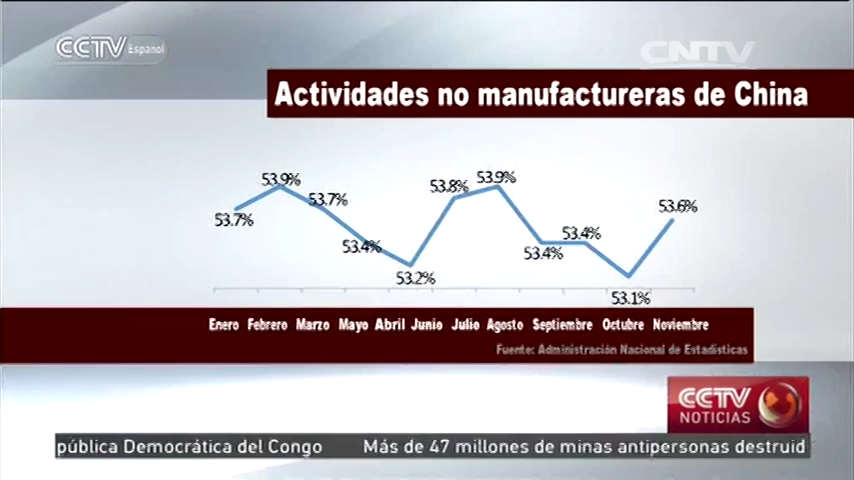 CCTV Español
CNTV
Actividades no manufactureras de China
53.7%
53.9%
53.7%
53.4%
53.2%
53.8%
53.9%
53.4%
53.4%
53.1%
53.6%
Enero Febrero Marzo Mayo Abril Junio Julio Agosto Septiembre Octubre Noviembre
Fuente: Administración Nacional de Estadísticas
CCTV
NOTICIAS
pública Democrática del Congo Más de 47 millones de minas antipersonas destruid